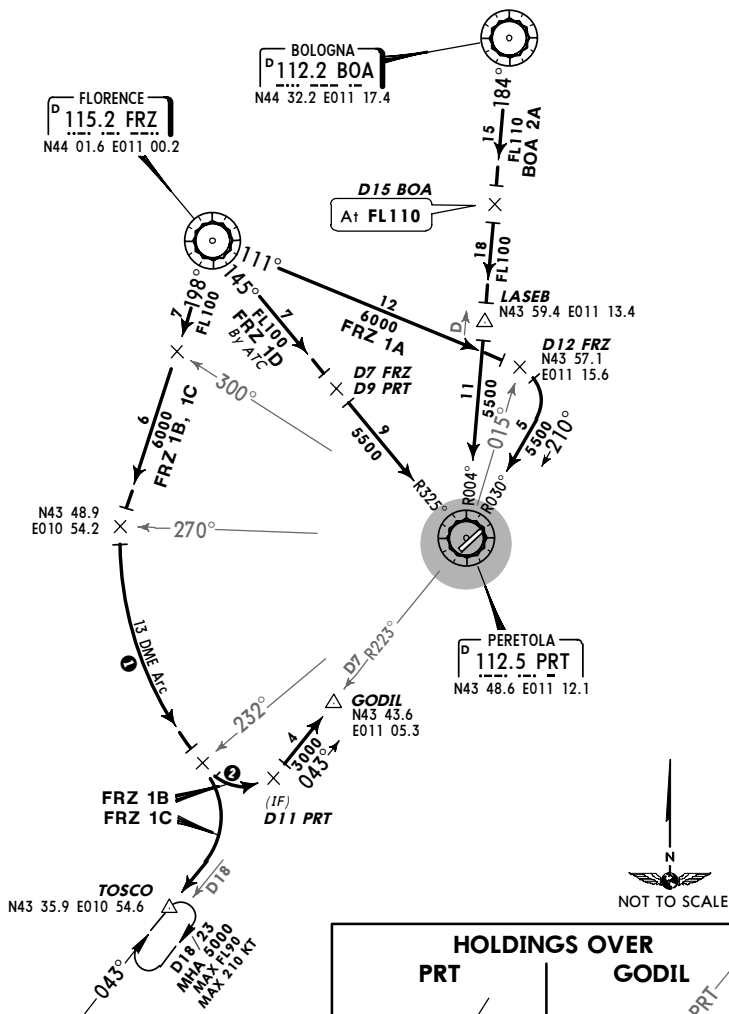 BOLOGNA
D 112.2 BOA
N44 32.2 E011 17.4
FLORENCE
D 115.2 FRZ
N44 01.6 E011 00.2
184°
15
FL110
BOA 2A
D15 BOA
At FL110
18
FL100
LASEB
N43 59.4 E011 13.4
D
11
5500
111°
12
6000
FRZ 1A
D12 FRZ
N43 57.1
E011 15.6
145°
7
FL100
FRZ 1D
By ATC
198°
7
FL100
D7 FRZ
D9 PRT
9
5500
015°
5
5500
210°
300°
6
6000
FRZ 1B, 1C
R325°
R004°
R030°
N43 48.9
E010 54.2
270°
PERETOLA
D 112.5 PRT
N43 48.6 E011 12.1
13 DME Arc
1
D7 R223°
232°
GODIL
N43 43.6
E011 05.3
4
3000
043°
2
(IF)
D11 PRT
FRZ 1B
FRZ 1C
D18
TOSCO
N43 35.9 E010 54.6
D18/23
MHA 5000
MAX FL90
MAX 210 KT
043°
N
NOT TO SCALE
HOLDINGS OVER
PRT
GODIL
PRT